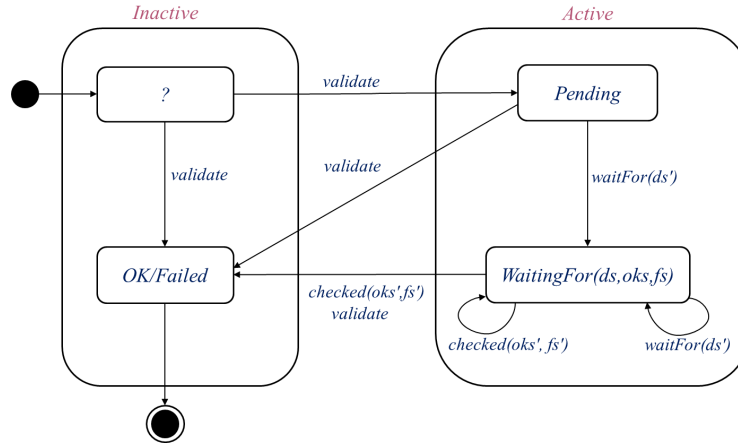 Inactive
Active
?
validate
Pending
validate
validate
waitFor(ds')
OK/Failed
WaitingFor(ds,oks,fs)
checked(oks',fs')
validate
checked(oks', fs')
waitFor(ds')